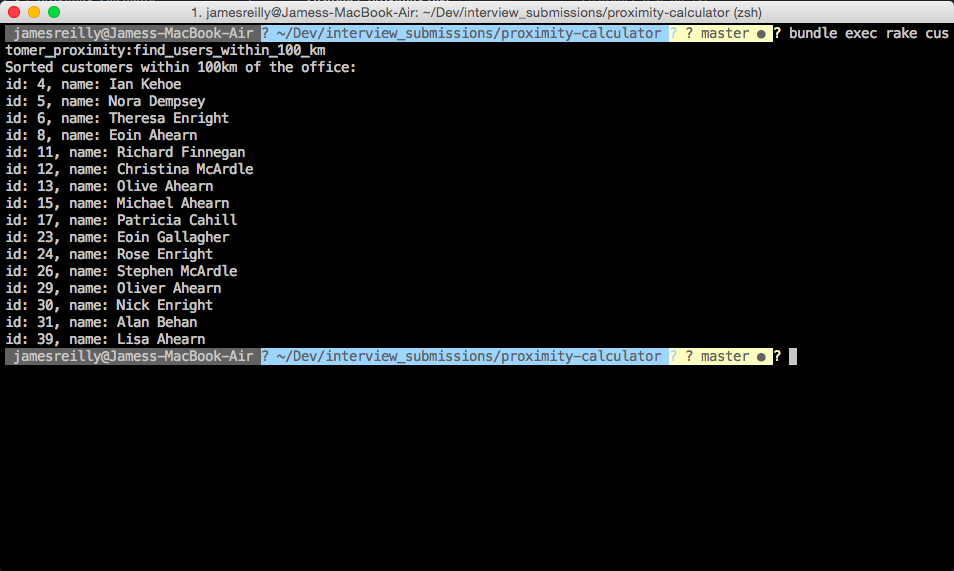 1. jamesreilly@Jamess-MacBook-Air: ~/Dev/interview_submissions/proximity-calculator (zsh)
jamesreilly@Jamess-MacBook-Air ? ~/Dev/interview_submissions/proximity-calculator ? ? master ● ? bundle exec rake cus
tomer_proximity:find_users_within_100_km
Sorted customers within 100km of the office:
id: 4, name: Ian Kehoe
id: 5, name: Nora Dempsey
id: 6, name: Theresa Enright
id: 8, name: Eoin Ahearn
id: 11, name: Richard Finnegan
id: 12, name: Christina McArdle
id: 13, name: Olive Ahearn
id: 15, name: Michael Ahearn
id: 17, name: Patricia Cahill
id: 23, name: Eoin Gallagher
id: 24, name: Rose Enright
id: 26, name: Stephen McArdle
id: 29, name: Oliver Ahearn
id: 30, name: Nick Enright
id: 31, name: Alan Behan
id: 39, name: Lisa Ahearn
jamesreilly@Jamess-MacBook-Air ? ~/Dev/interview_submissions/proximity-calculator ? ? master ● ?